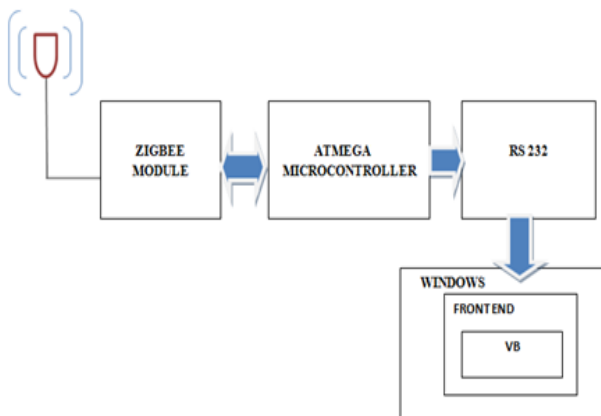 ZIGBEE
MODULE
ATMEGA
MICROCONTROLLER
RS 232
WINDOWS
FRONTEND
VB